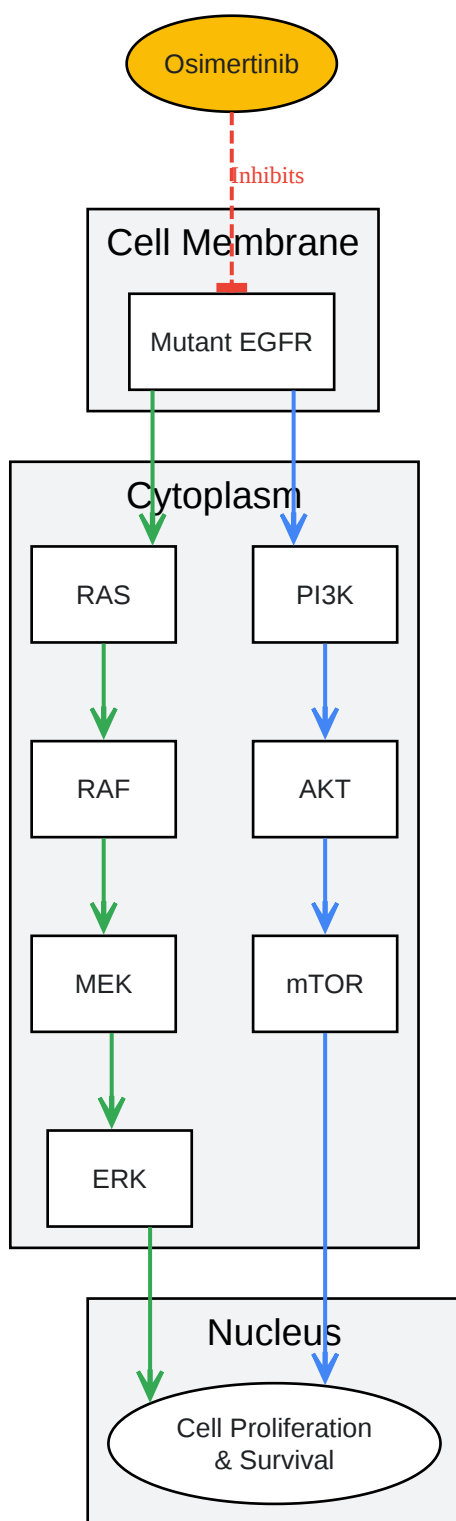 Osimertinib
Inhibits
Cell Membrane
Mutant EGFR
Cytoplasm
RAS
PI3K
RAF
AKT
MEK
mTOR
ERK
Nucleus
Cell Proliferation
& Survival